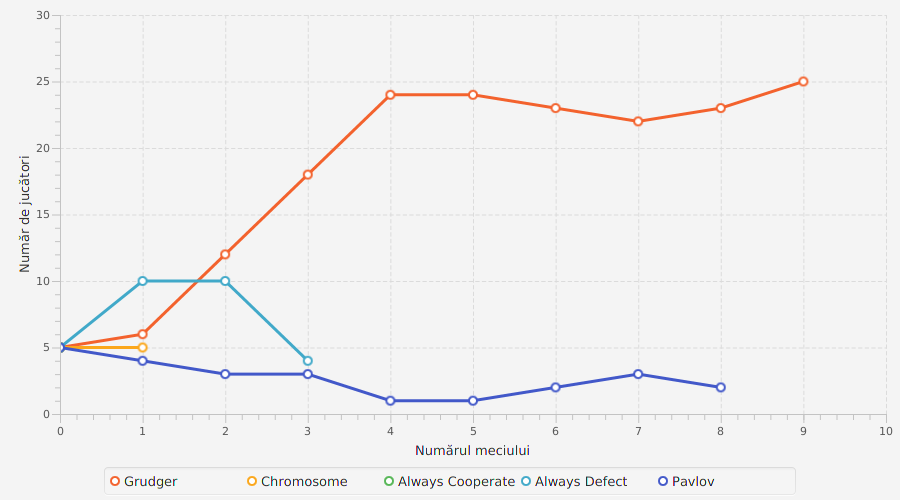 30
25
20
15
10
5
0
Număr de jucători
0 1 2 3 4 5 6 7 8 9 10
Numărul meciului
Grudger Chromosome Always Cooperate Always Defect Pavlov